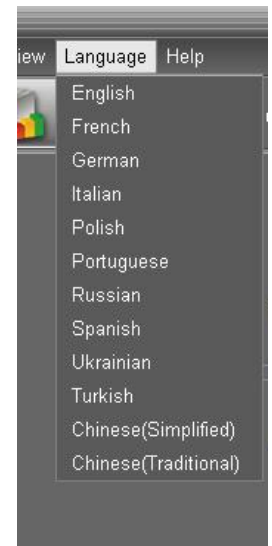 iew Language Help
English
French
German
Italian
Polish
Portuguese
Russian
Spanish
Ukrainian
Turkish
Chinese(Simplified)
Chinese(Traditional)